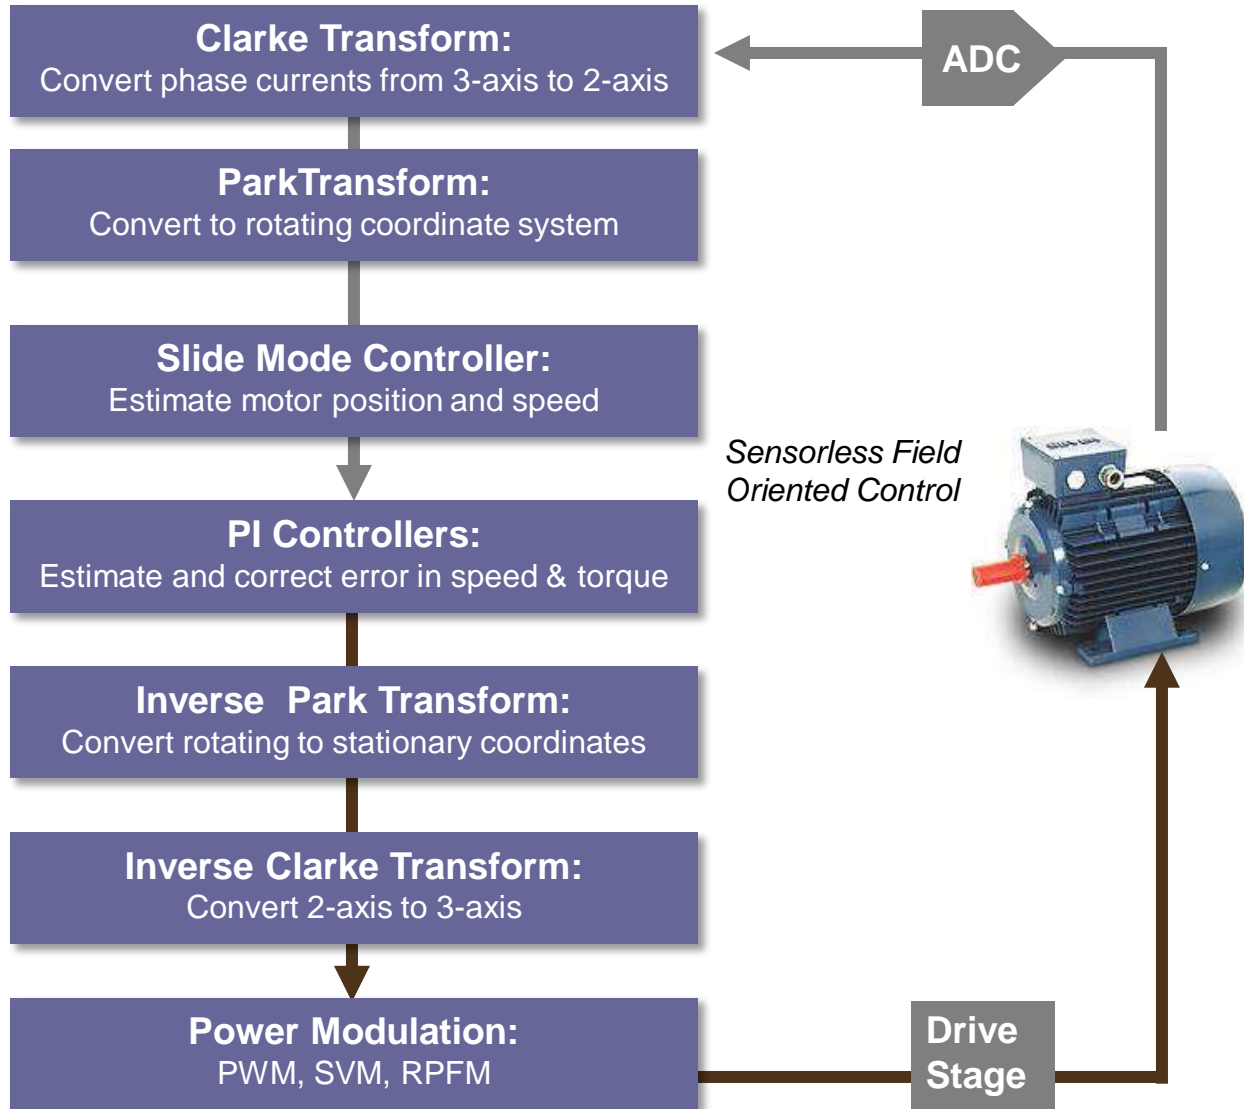 Clarke Transform:
Convert phase currents from 3-axis to 2-axis
ADC
ParkTransform:
Convert to rotating coordinate system
Slide Mode Controller:
Estimate motor position and speed
Sensorless Field
Oriented Control
PI Controllers:
Estimate and correct error in speed & torque
Inverse  Park Transform:
Convert rotating to stationary coordinates
Inverse Clarke Transform:
Convert 2-axis to 3-axis
Power Modulation:
PWM, SVM, RPFM
Drive
Stage